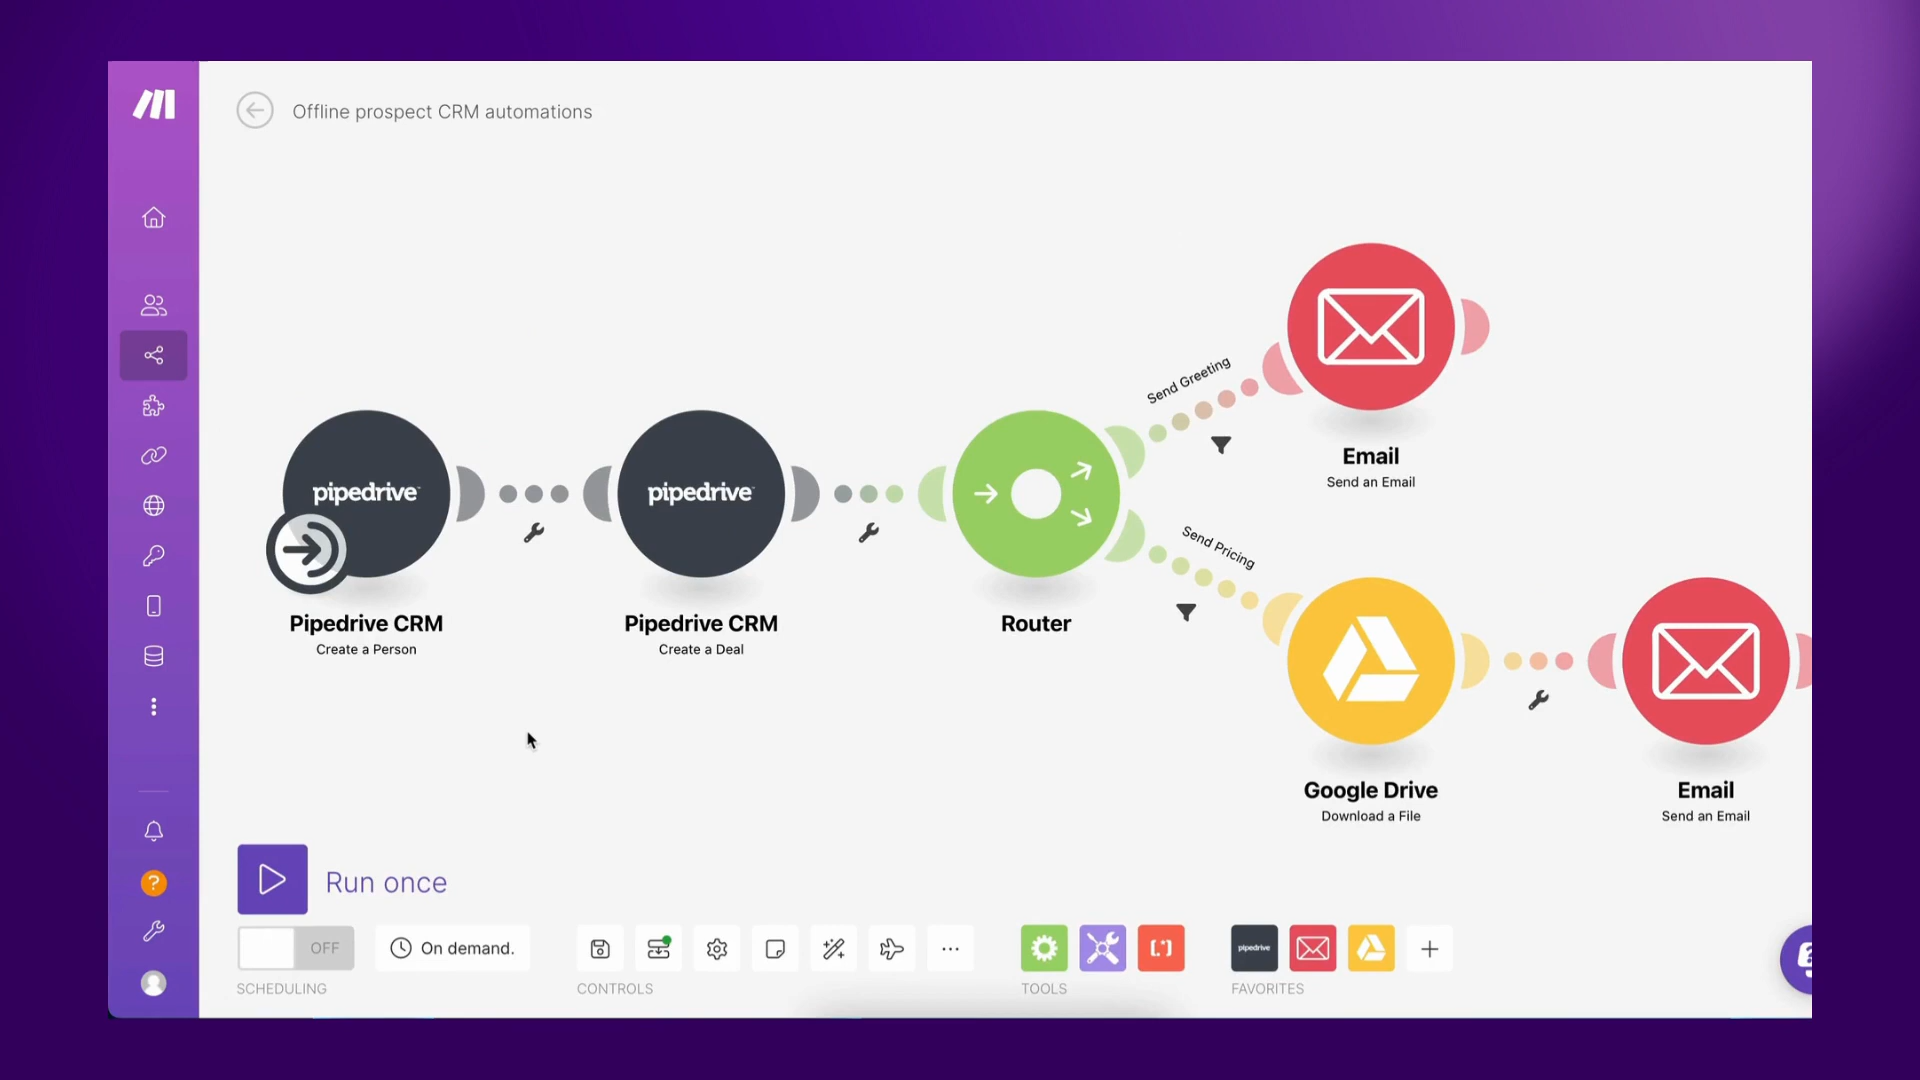 Offline prospect CRM automations
Send Greeting
Email
Send an Email
pipedrive
pipedrive
Pipedrive CRM
Create a Person
Pipedrive CRM
Create a Deal
Router
Send Pricing
Google Drive
Download a File
Email
Send an Email
Run once
OFF
On demand.
pipedrive
SCHEDULING
CONTROLS
TOOLS
FAVORITES